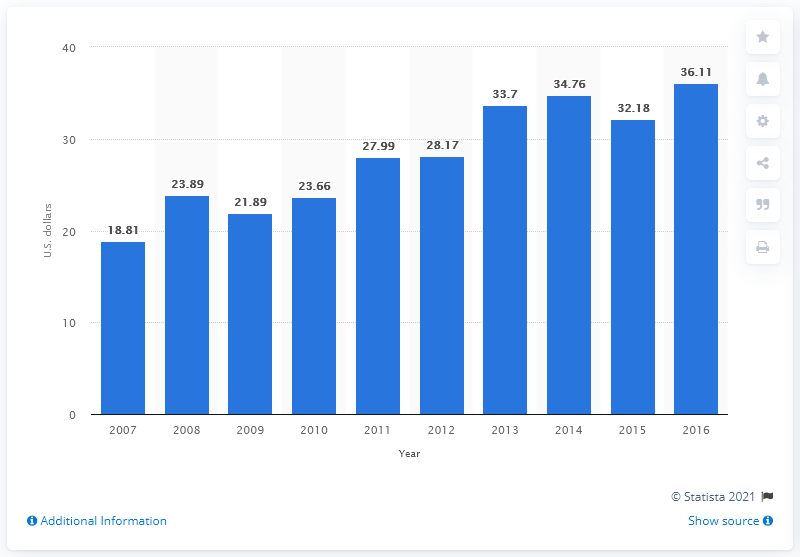 40
30
20
10
0
U.S. dollars
18.81
23.89
21.89
23.66
27.99
28.17
33.7
34.76
32.18
36.11
2007 2008 2009 2010 2011 2012 2013 2014 2015 2016
Year
© Statista 2021
Additional Information
Show source